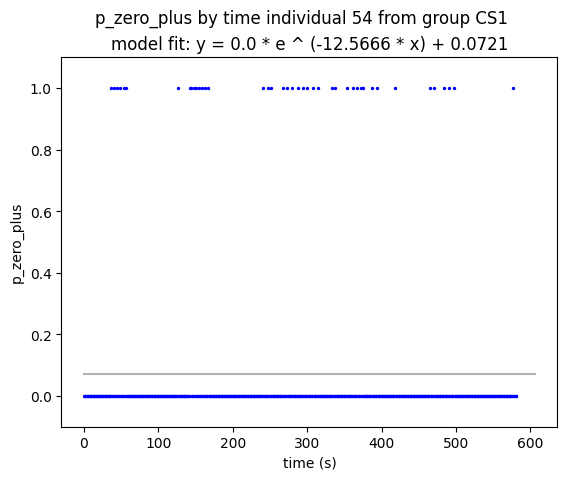 p_zero_plus by time individual 54 from group CS1
model fit: y = 0.0 * e ^ (-12.5666 * x) + 0.0721
1.0
0.8
0.6
0.4
0.2
0.0
p_zero_plus
0 100 200 300 400 500 600
time (s)